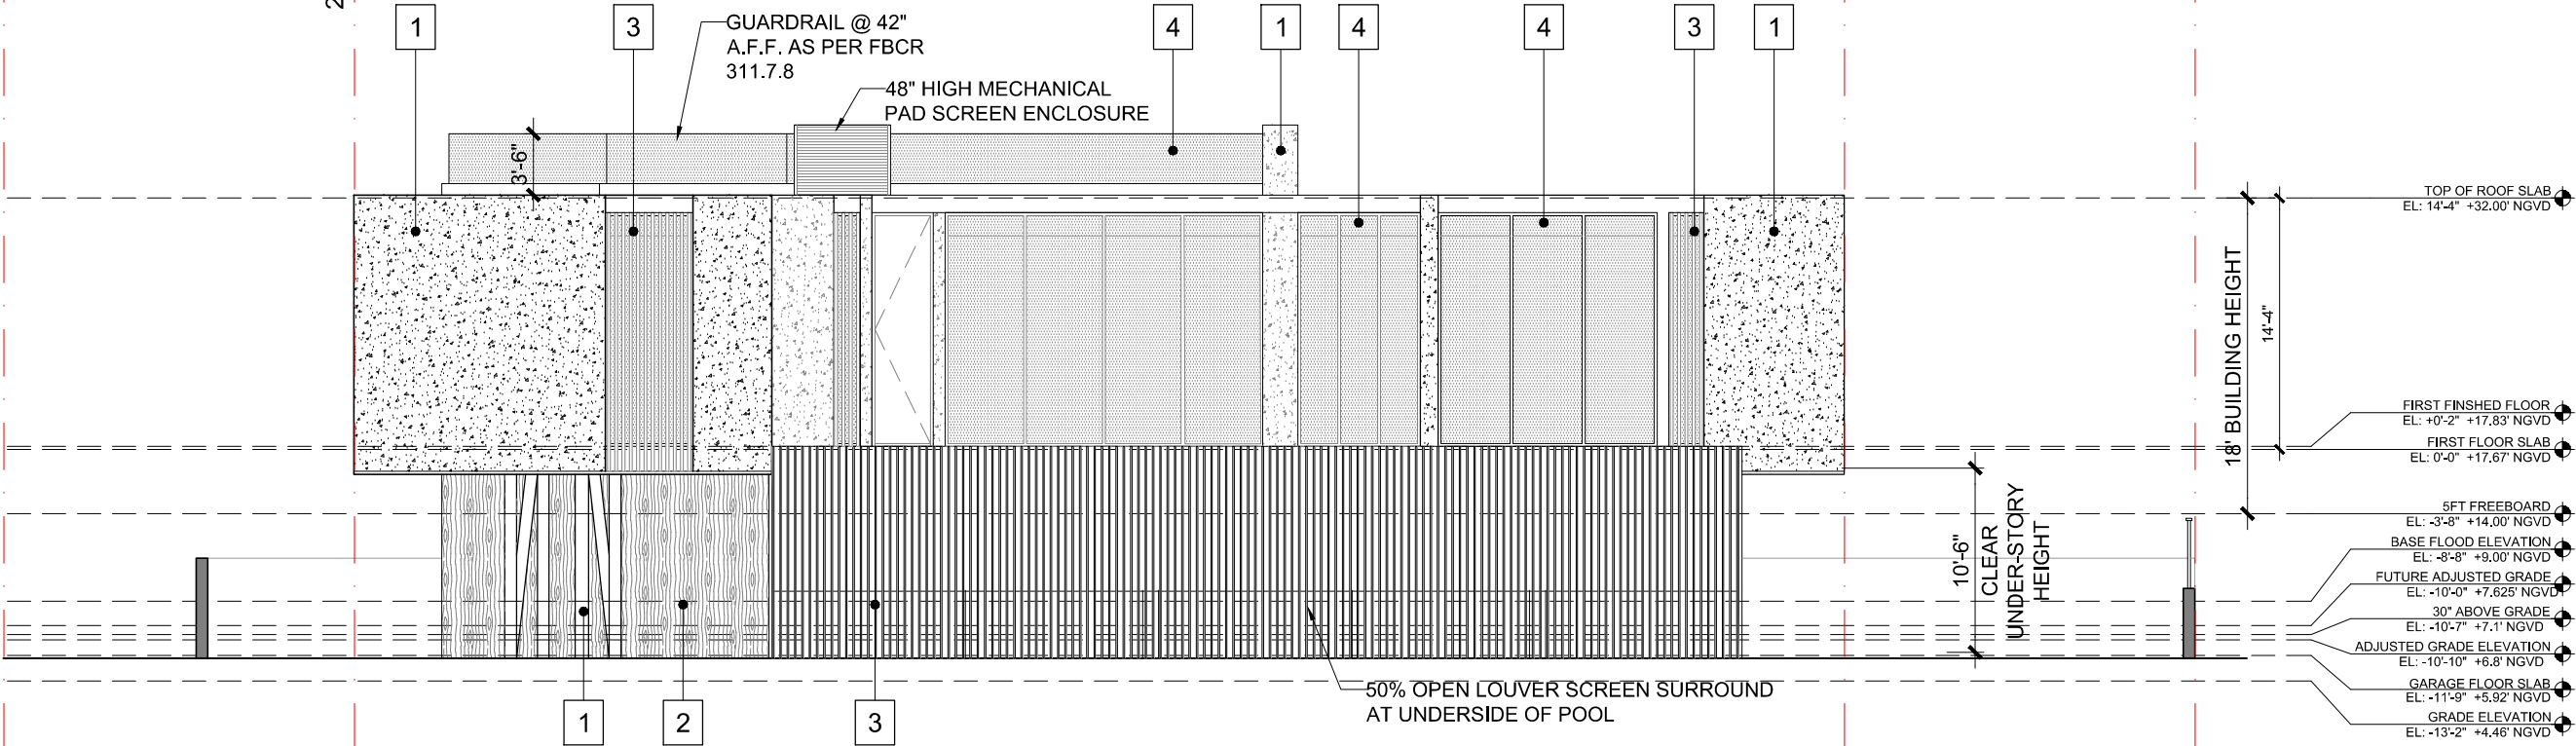 2
1
3
GUARDRAIL @ 42"
A.F.F. AS PER FBCR
311.7.8
48" HIGH MECHANICAL
PAD SCREEN ENCLOSURE
4
1
4
4
3
1
3'-6"
TOP OF ROOF SLAB
EL: 14'-4" +32.00' NGVD
18' BUILDING HEIGHT
14'-4"
FIRST FINSHED FLOOR
EL: +0'-2" +17.83' NGVD
FIRST FLOOR SLAB
EL: 0'-0" +17.67' NGVD
5FT FREEBOARD
EL: -3'-8" +14.00' NGVD
BASE FLOOD ELEVATION
EL: -8'-8" +9.00' NGVD
FUTURE ADJUSTED GRADE
EL: -10'-0" +7.625' NGVD
30" ABOVE GRADE
EL: -10'-7" +7.1' NGVD
ADJUSTED GRADE ELEVATION
EL: -10'-10" +6.8' NGVD
GARAGE FLOOR SLAB
EL: -11'-9" +5.92' NGVD
GRADE ELEVATION
EL: -13'-2" +4.46' NGVD
10'-6"
CLEAR
UNDER-STORY
HEIGHT
50% OPEN LOUVER SCREEN SURROUND
AT UNDERSIDE OF POOL
1
2
3